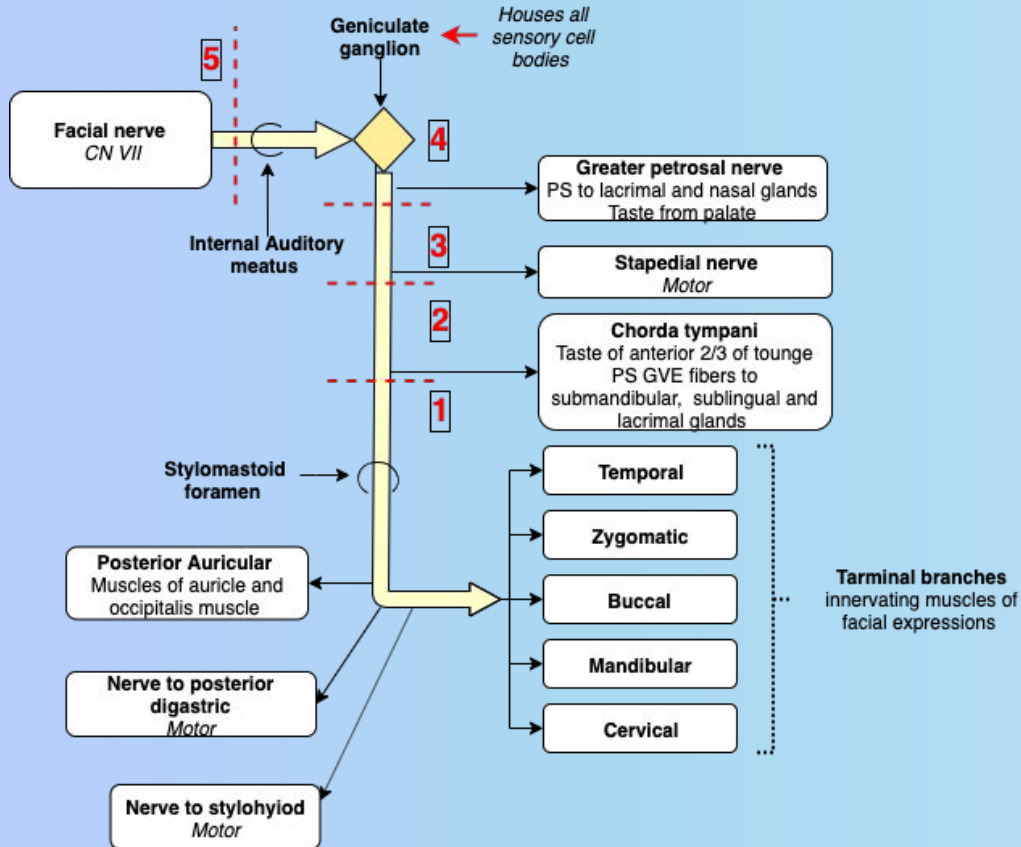 Geniculate
ganglion
Houses all
sensory cell
bodies
5
Facial nerve
CN VII
4
Internal Auditory
meatus
Greater petrosal nerve
PS to lacrimal and nasal glands
Taste from palate
3
Stapedial nerve
Motor
2
Chorda tympani
Taste of anterior 2/3 of tounge
PS GVE fibers to
submandibular, sublingual and
lacrimal glands
1
Stylomastoid
foramen
Temporal
Zygomatic
Buccal
Mandibular
Cervical
Tarminal branches
innervating muscles of
facial expressions
Posterior Auricular
Muscles of auricle and
occipitalis muscle
Nerve to posterior
digastric
Motor
Nerve to stylohyiod
Motor